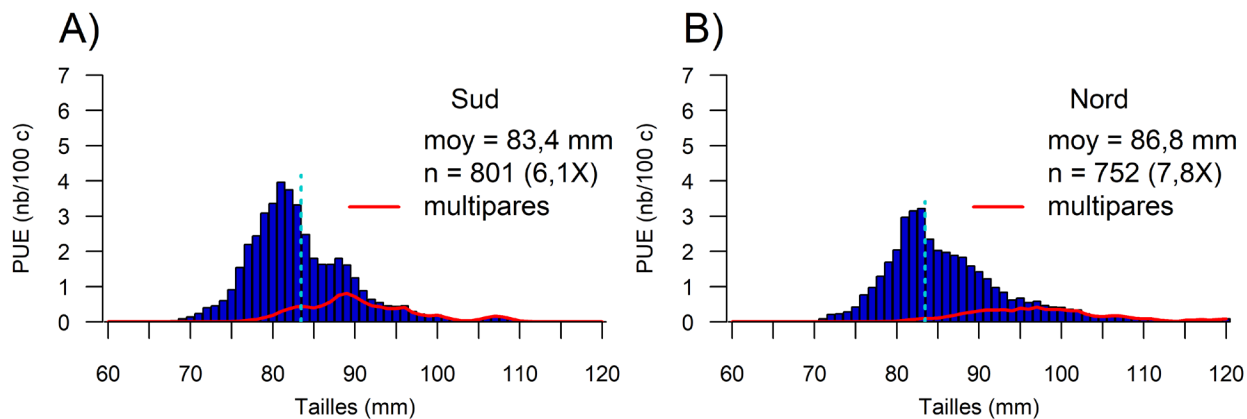 A)
Sud
moy = 83,4 mm
n = 801 (6,1X)
multipares
PUE (nb/100 c)
7
6
5
4
3
2
1
0
60 70 80 90 100 110 120
Tailles (mm)
B)
Nord
moy = 86,8 mm
n = 752 (7,8X)
multipares
PUE (nb/100 c)
7
6
5
4
3
2
1
0
60 70 80 90 100 110 120
Tailles (mm)